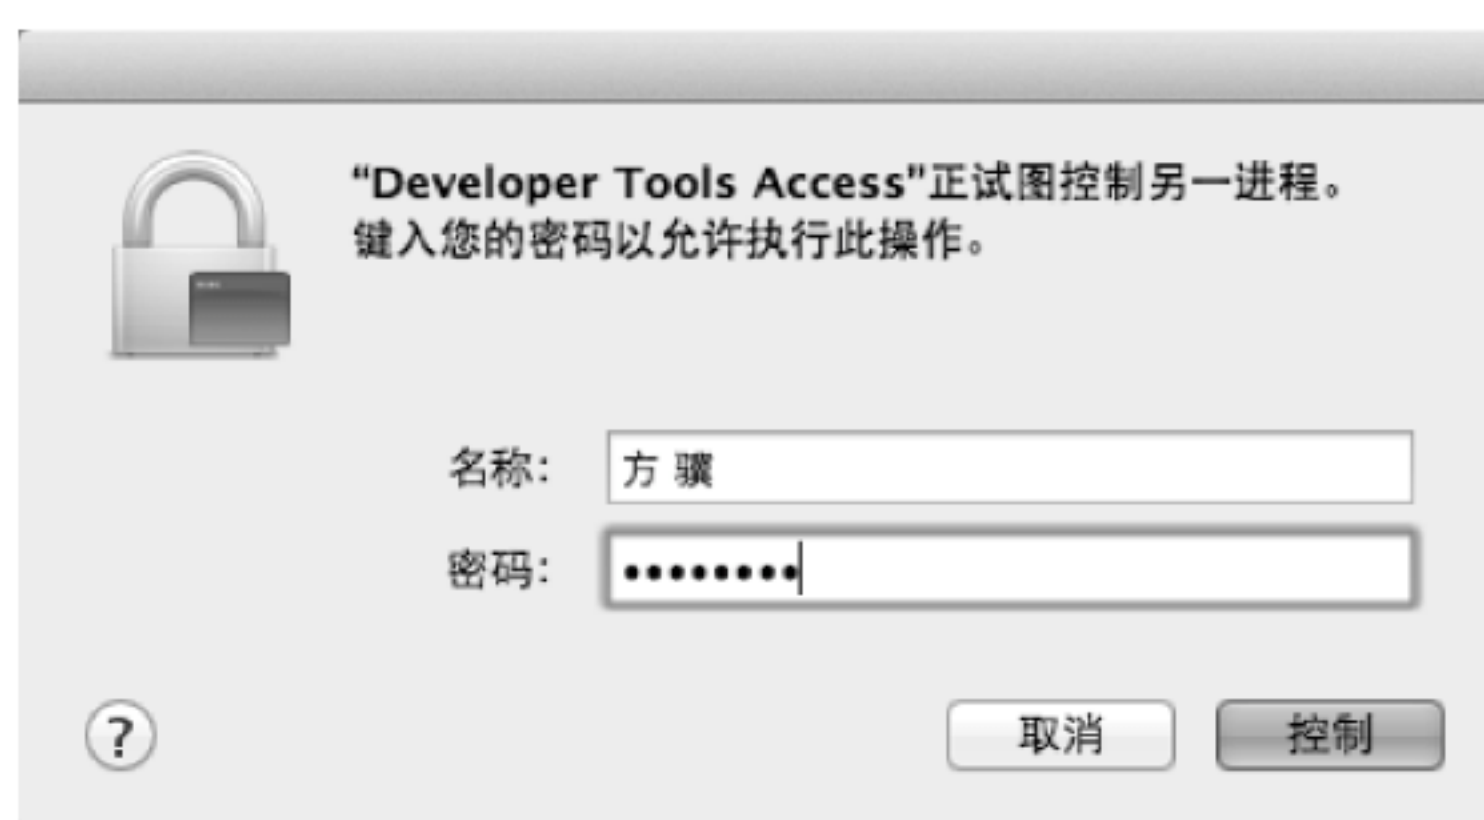 “Developer Tools Access”正试图控制另一进程。
键入您的密码以允许执行此操作。
名称： 方 骥
密码： ••••••••
?
取消 控制